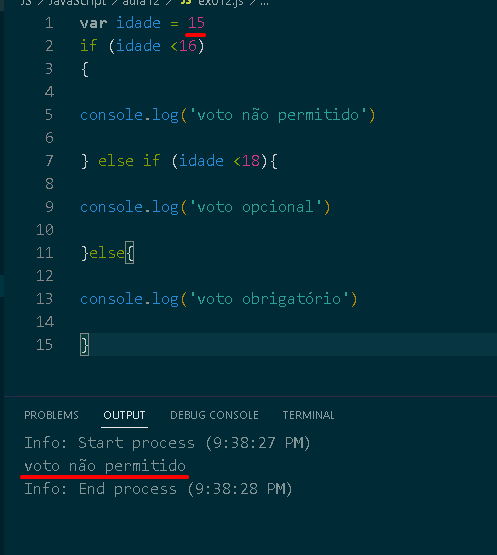 JS > JavaScript > aula12 > JS ex012.js > ...
1 var idade = 15
2 if (idade <16)
3 {
4
5 console.log('voto não permitido')
6
7 } else if (idade <18){
8
9 console.log('voto opcional')
10
11 }else{
12
13 console.log('voto obrigatório')
14
15 }
PROBLEMS OUTPUT DEBUG CONSOLE TERMINAL
Info: Start process (9:38:27 PM)
voto não permitido
Info: End process (9:38:28 PM)